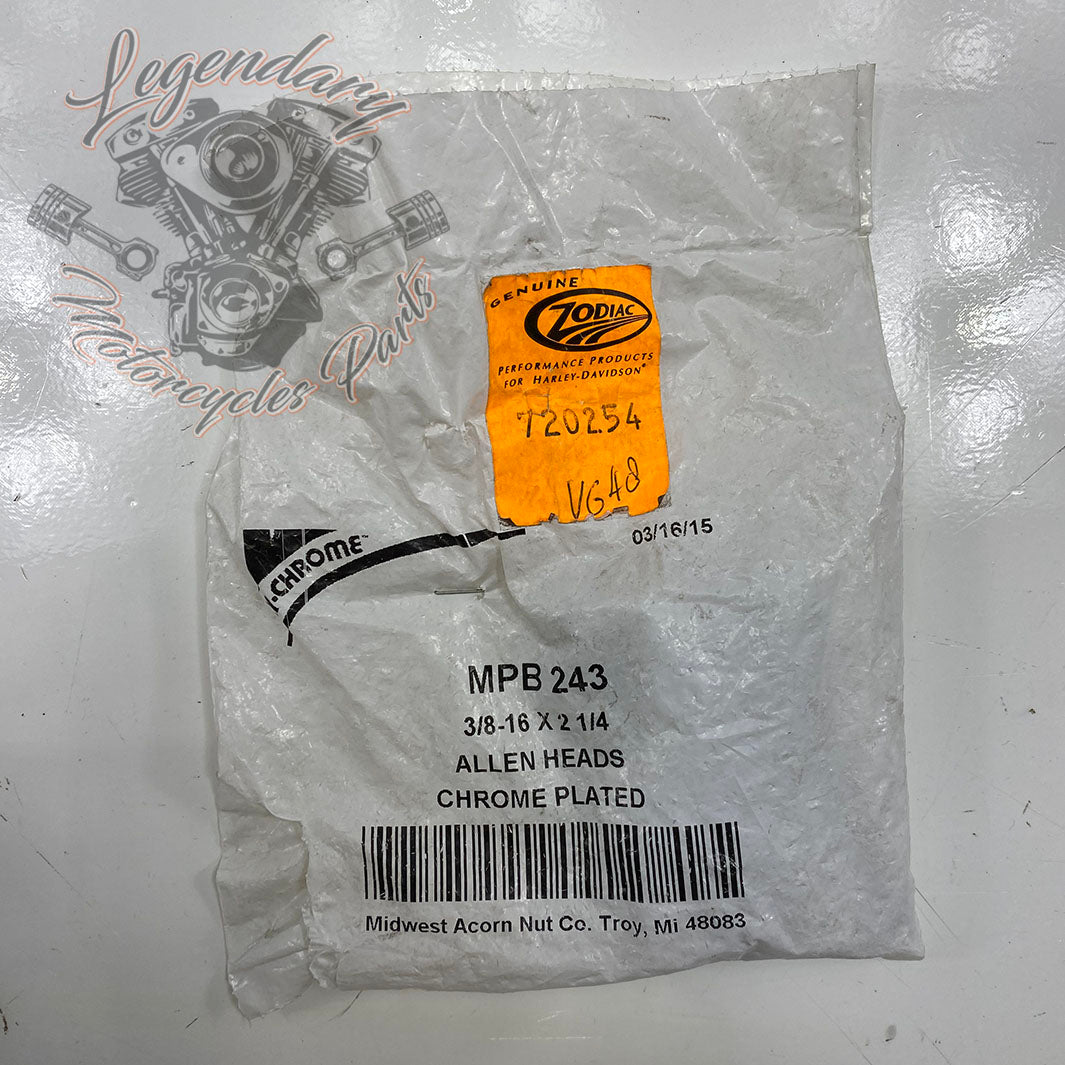 Legendary
Motorcycles Parts
GENUINE
ZODIAC
PERFORMANCE PRODUCTS
FOR HARLEY-DAVIDSON®
720254
VG48
03/16/15
-CHROME™
MPB 243
3/8-16 X 2 1/4
ALLEN HEADS
CHROME PLATED
Midwest Acorn Nut Co. Troy, Mi 48083